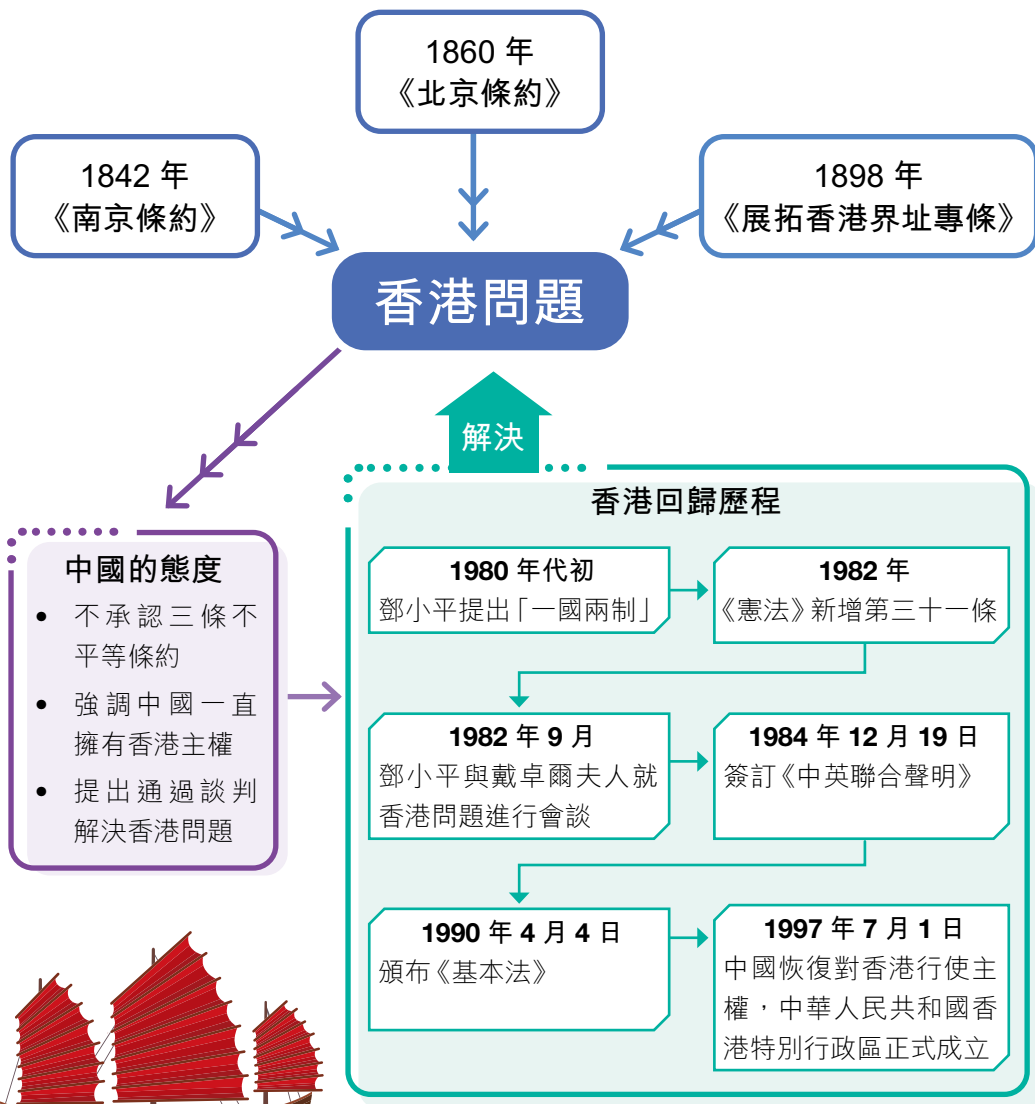 1860 年
《北京條約》
1842 年
《南京條約》
1898 年
《展拓香港界址專條》
香港問題
解決
中國的態度
• 不承認三條不
平等條約
• 強調中國一直
擁有香港主權
• 提出通過談判
解決香港問題
香港回歸歷程
1980 年代初
鄧小平提出「一國兩制」
1982 年
《憲法》新增第三十一條
1982 年 9 月
鄧小平與戴卓爾夫人就
香港問題進行會談
1984 年 12 月 19 日
簽訂《中英聯合聲明》
1990 年 4 月 4 日
頒布《基本法》
1997 年 7 月 1 日
中國恢復對香港行使主
權，中華人民共和國香
港特別行政區正式成立